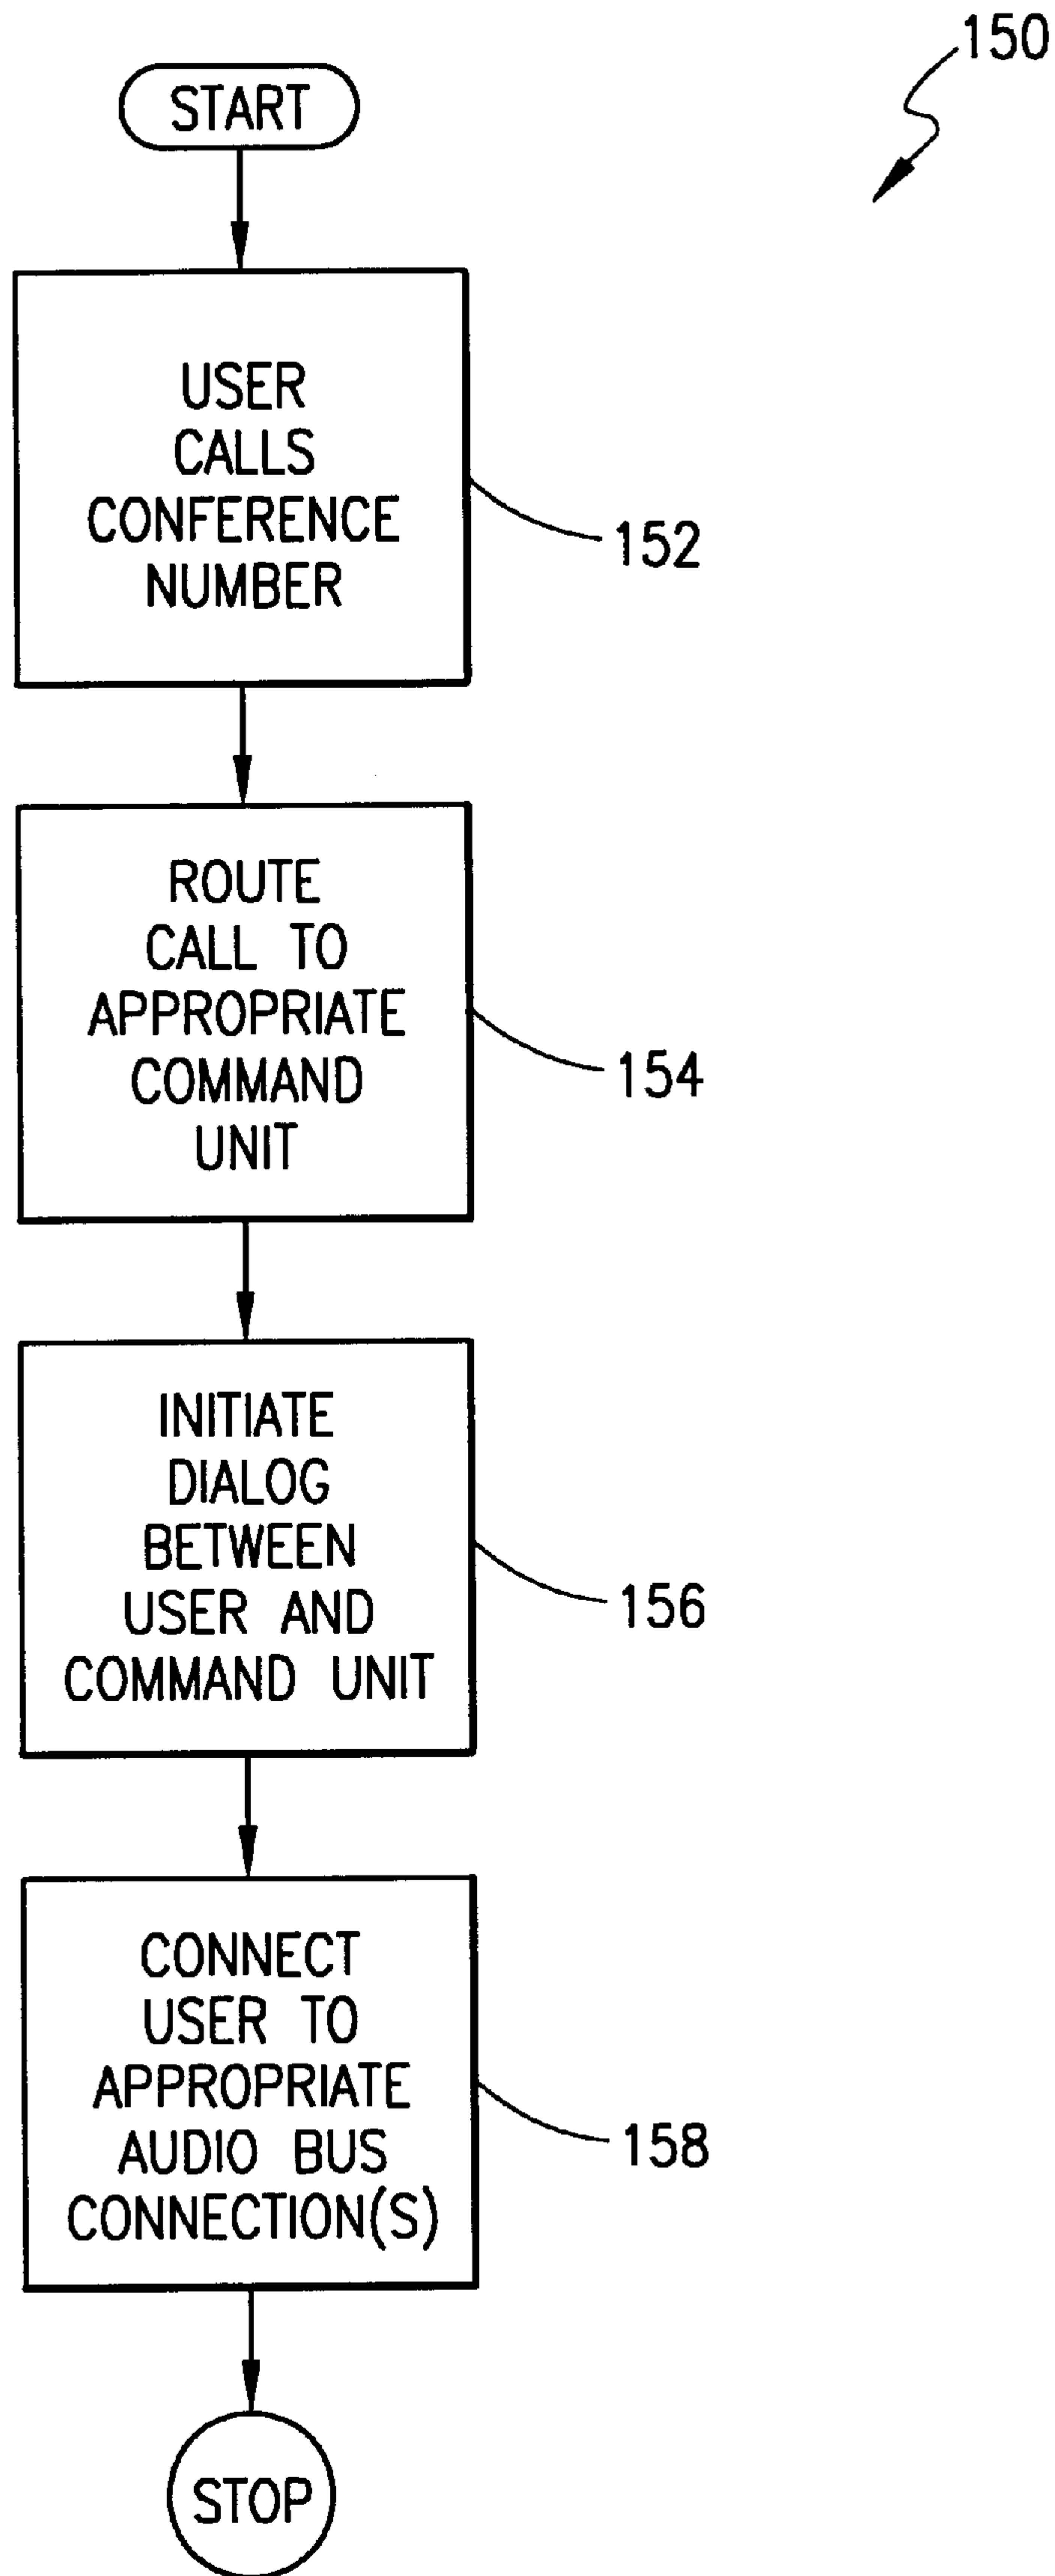 150
START
USER
CALLS
CONFERENCE
NUMBER
152
ROUTE
CALL TO
APPROPRIATE
COMMAND
UNIT
154
INITIATE
DIALOG
BETWEEN
USER AND
COMMAND UNIT
156
CONNECT
USER TO
APPROPRIATE
AUDIO BUS
CONNECTION(S)
158
STOP